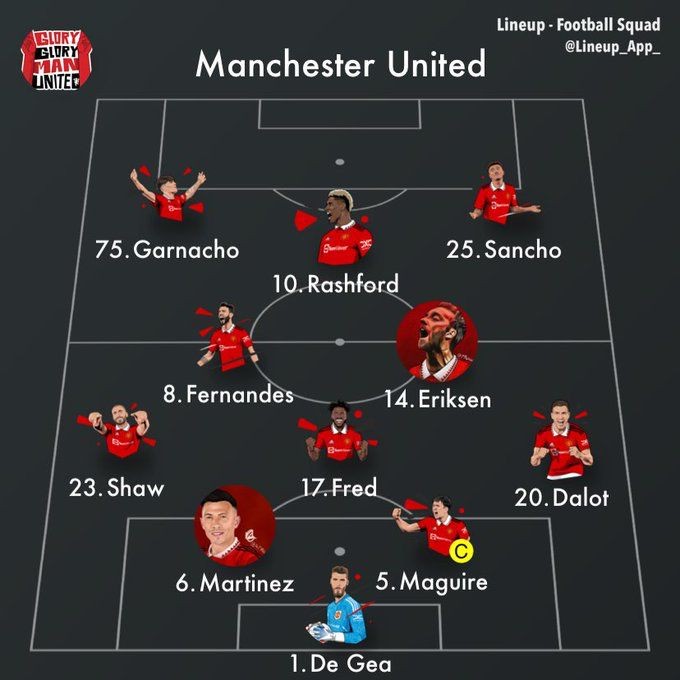 Lineup - Football Squad
@Lineup_App_
GLORY
GLORY
MAN
UNITED
Manchester United
75. Garnacho
25. Sancho
10. Rashford
8. Fernandes
14. Eriksen
23. Shaw
17. Fred
20. Dalot
C
6. Martinez
5. Maguire
1. De Gea